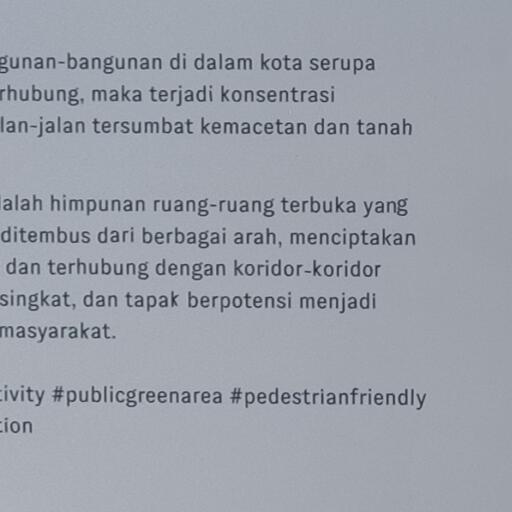 gunan-bangunan di dalam kota serupa
rhubung, maka terjadi konsentrasi
lan-jalan tersumbat kemacetan dan tanah
lalah himpunan ruang-ruang terbuka yang
ditembus dari berbagai arah, menciptakan
dan terhubung dengan koridor-koridor
singkat, dan tapak berpotensi menjadi
masyarakat.
tivity #publicgreenarea #pedestrianfriendly
tion